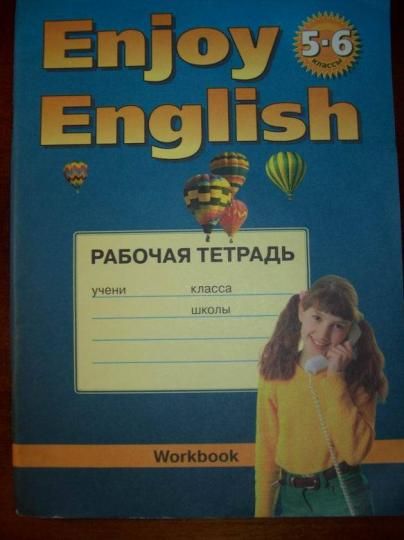 Enjoy
English
5-6
классы
РАБОЧАЯ ТЕТРАДЬ
учени класса
школы
Workbook